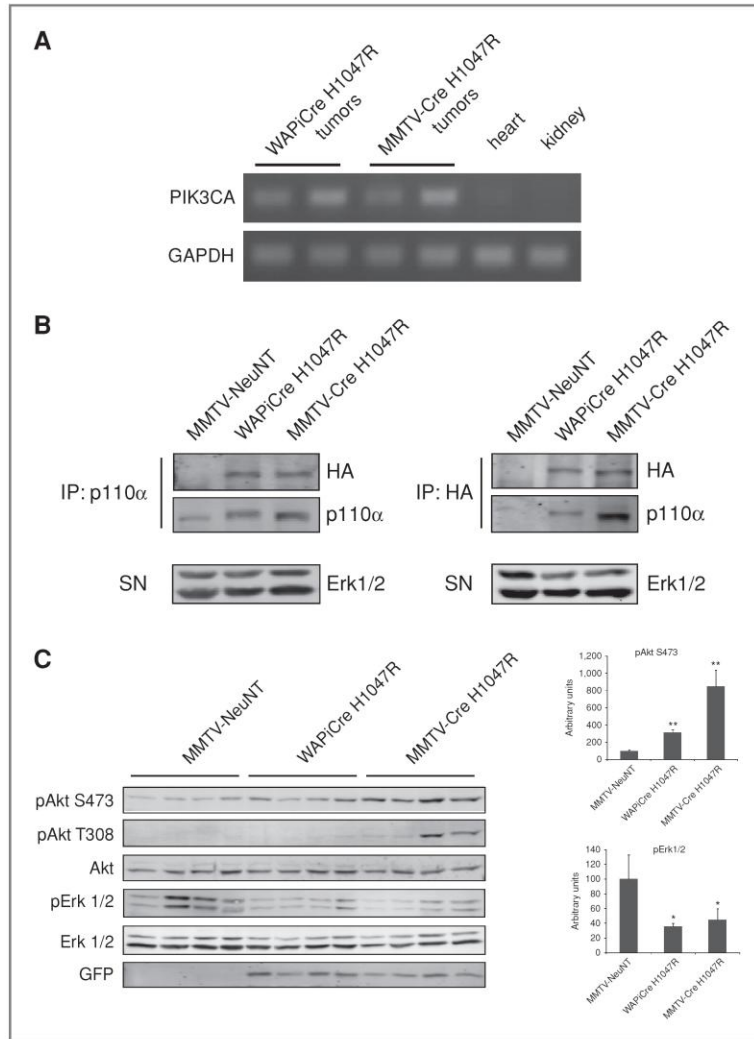 A
WAPiCre H1047R
tumors
MMTV-Cre H1047R
tumors
heart
kidney
PIK3CA
GAPDH
B
MMTV-NeuNT
WAPiCre H1047R
MMTV-Cre H1047R
IP: p110α
HA
p110α
SN
Erk1/2
MMTV-NeuNT
WAPiCre H1047R
MMTV-Cre H1047R
IP: HA
HA
p110α
SN
Erk1/2
C
MMTV-NeuNT
WAPiCre H1047R
MMTV-Cre H1047R
pAkt S473
pAkt T308
Akt
pErk 1/2
Erk 1/2
GFP
pAkt S473
Arbitrary units
1,200
1,000
800
600
400
200
0
**
**
MMTV-NeuNT
WAPiCre H1047R
MMTV-Cre H1047R
pErk1/2
Arbitrary units
140
120
100
80
60
40
20
0
*
*
MMTV-NeuNT
WAPiCre H1047R
MMTV-Cre H1047R